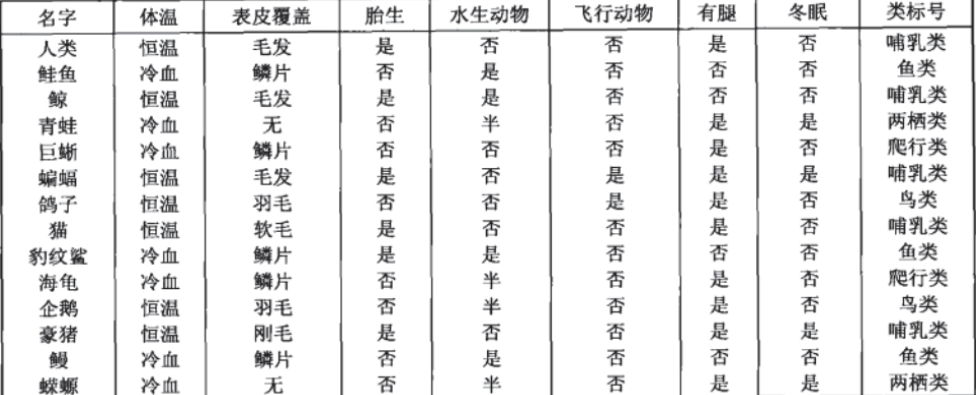 名字 体温 表皮覆盖 胎生 水生动物 飞行动物 有腿 冬眠 类标号
人类 恒温 毛发 是 否 否 是 否 哺乳类
鲑鱼 冷血 鳞片 否 是 否 否 否 鱼类
鲸 恒温 毛发 是 是 否 否 否 哺乳类
青蛙 冷血 无 否 半 否 是 是 两栖类
巨蜥 冷血 鳞片 否 否 否 是 否 爬行类
蝙蝠 恒温 毛发 是 否 是 是 是 哺乳类
鸽子 恒温 羽毛 否 否 是 是 否 鸟类
猫 恒温 软毛 是 否 否 是 否 哺乳类
豹纹鲨 冷血 鳞片 是 是 否 否 否 鱼类
海龟 冷血 鳞片 否 半 否 是 否 爬行类
企鹅 恒温 羽毛 否 半 否 是 否 鸟类
豪猪 恒温 刚毛 是 否 否 是 是 哺乳类
鳗 冷血 鳞片 否 是 否 否 否 鱼类
蝾螈 冷血 无 否 半 否 是 是 两栖类